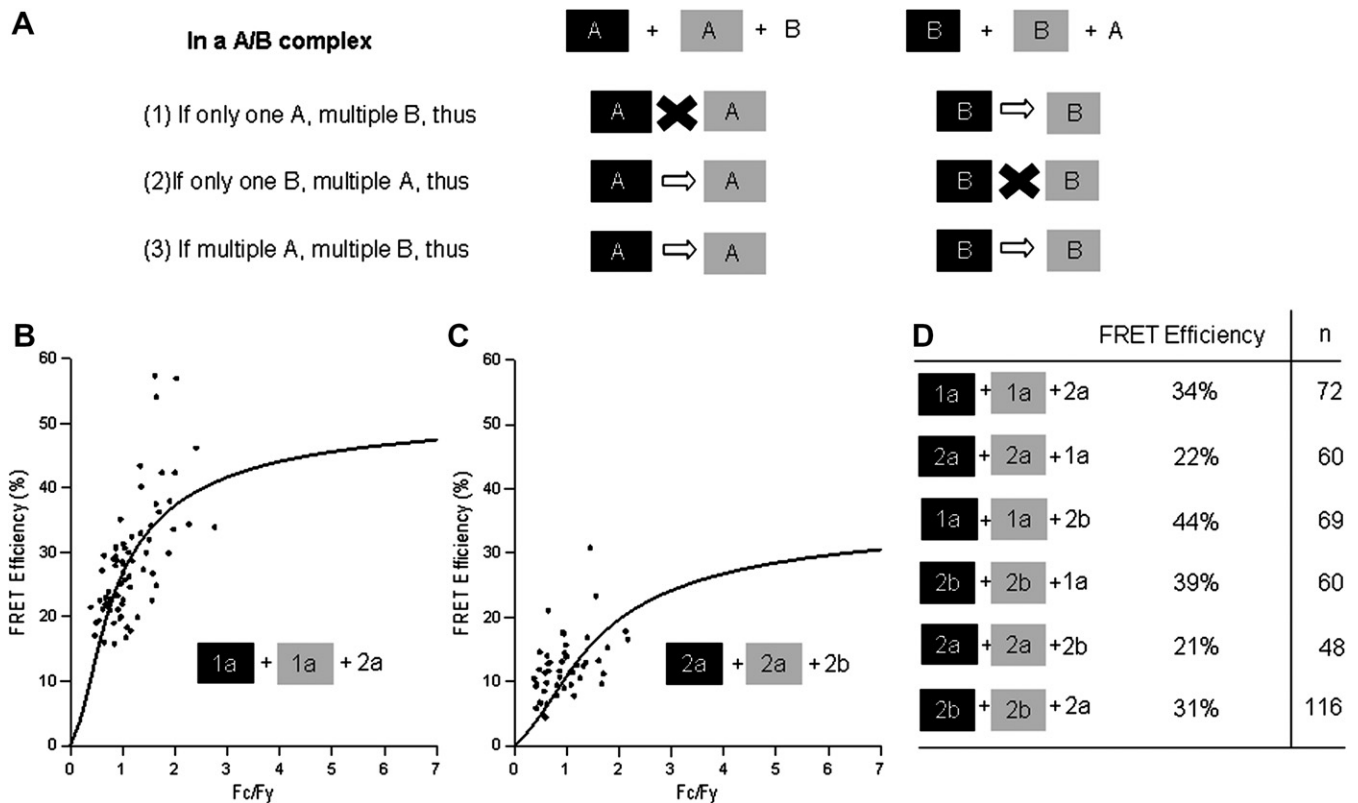 A
In a A/B complex
A + A + B
B + B + A
(1) If only one A, multiple B, thus
A A
B B
(2)If only one B, multiple A, thus
A A
B B
(3) If multiple A, multiple B, thus
A A
B B
B
FRET Efficiency (%)
60
50
40
30
20
10
0
0 1 2 3 4 5 6 7
Fc/Fy
1a + 1a + 2a
C
FRET Efficiency (%)
60
50
40
30
20
10
0
0 1 2 3 4 5 6 7
Fc/Fy
2a + 2a + 2b
D
FRET Efficiency n
1a + 1a +2a 34% 72
2a + 2a +1a 22% 60
1a + 1a +2b 44% 69
2b + 2b +1a 39% 60
2a + 2a +2b 21% 48
2b + 2b +2a 31% 116